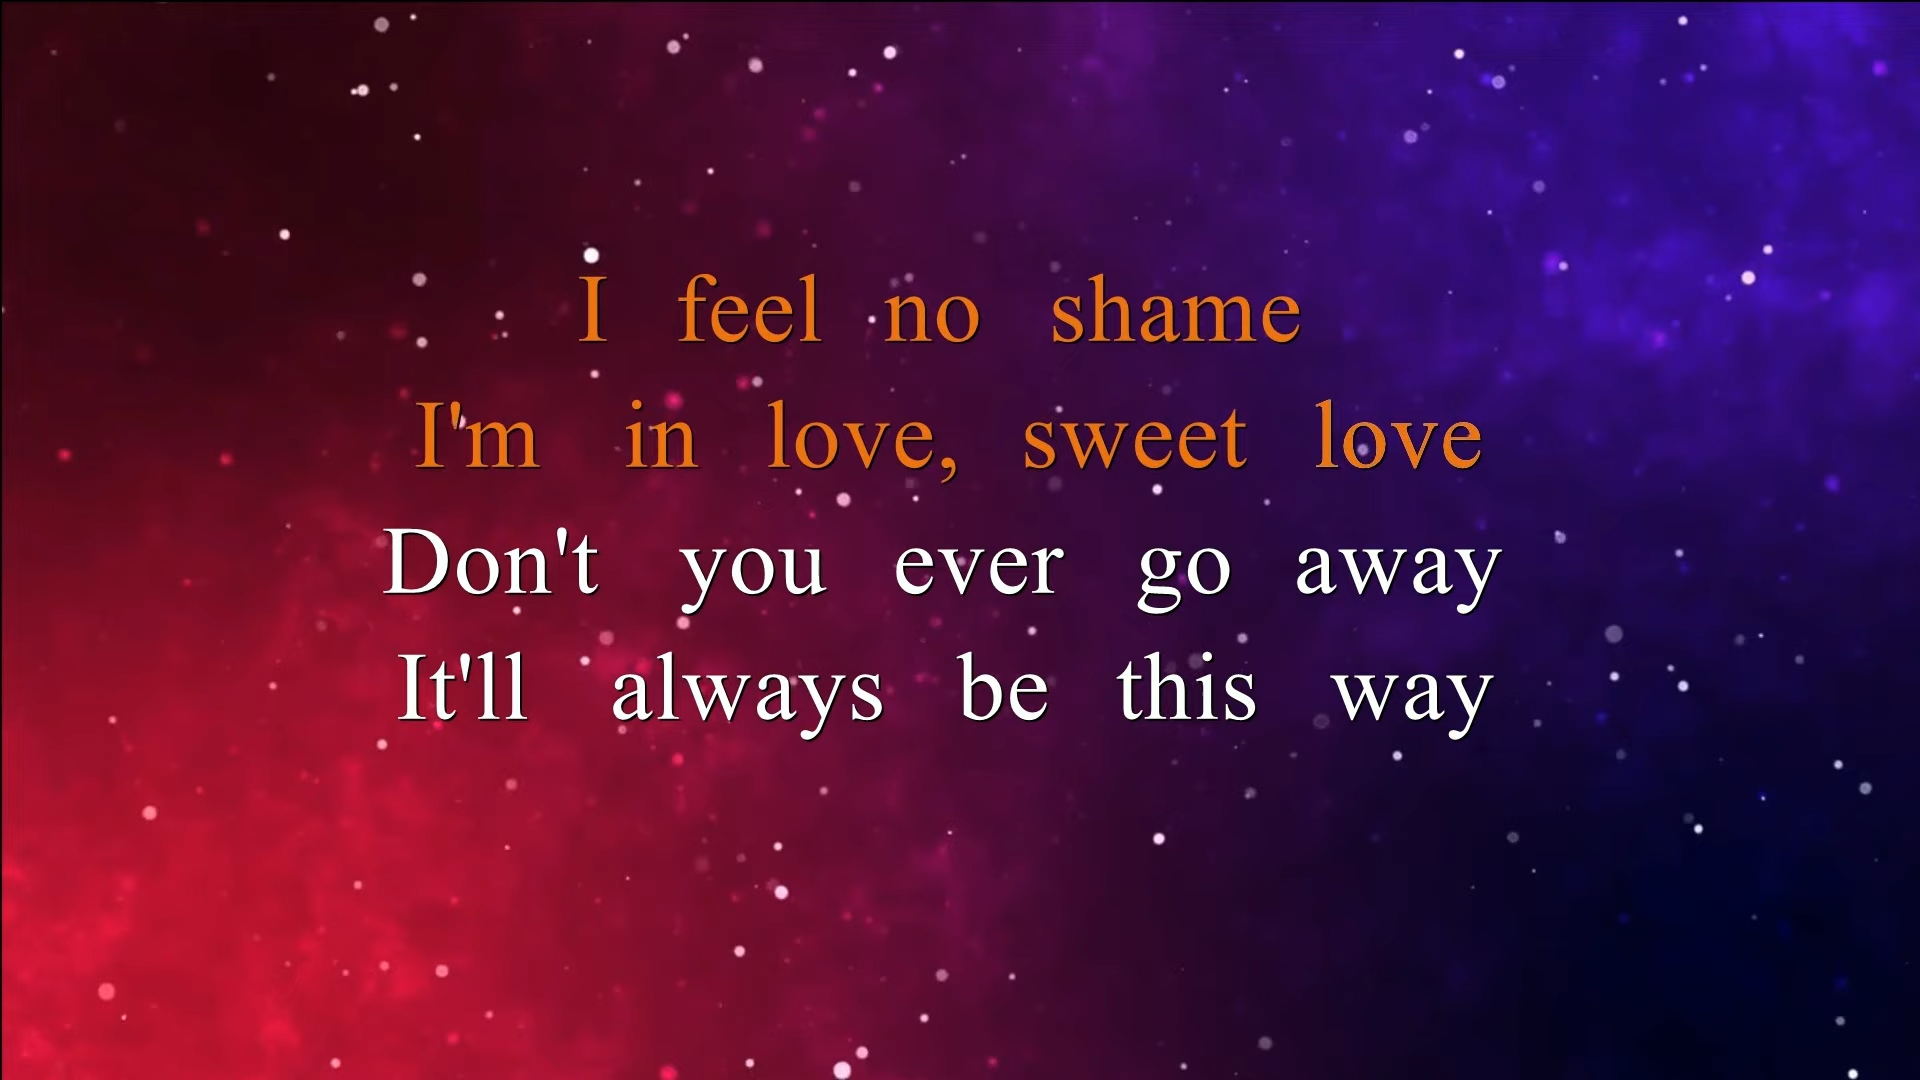 I feel no shame
I'm in love, sweet love
Don't you ever go away
It'll always be this way